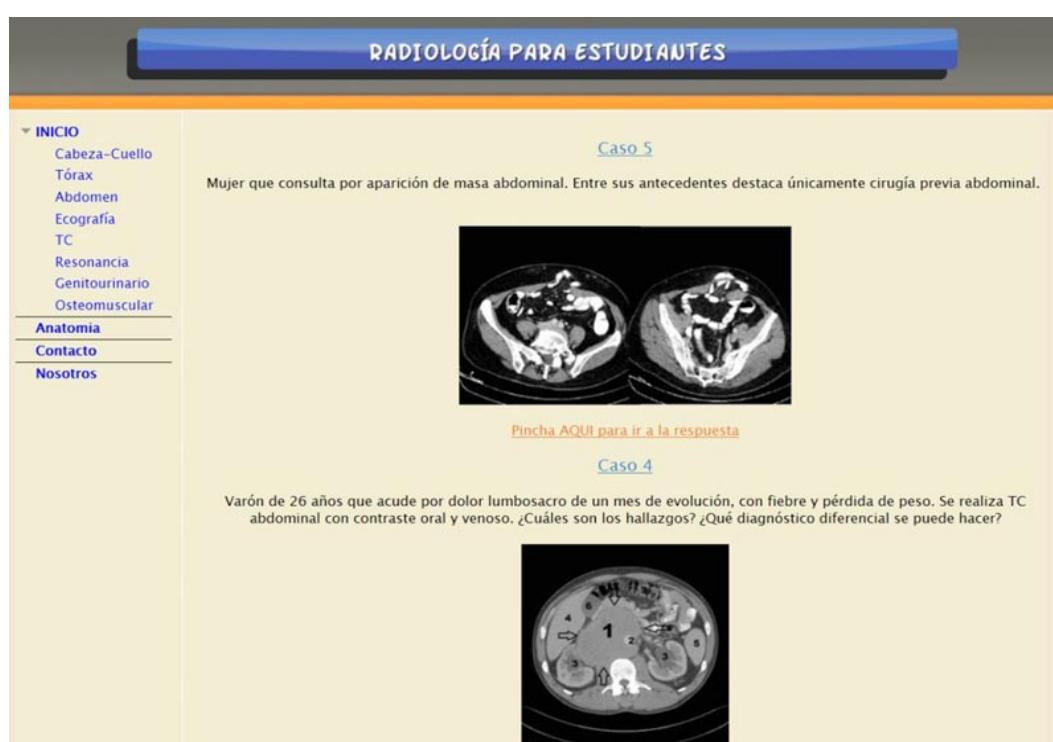 RADIOLOGÍA PARA ESTUDIANTES
INICIO
Cabeza-Cuello
Tórax
Abdomen
Ecografía
TC
Resonancia
Genitourinario
Osteomuscular
Anatomia
Contacto
Nosotros
Caso 5
Mujer que consulta por aparición de masa abdominal. Entre sus antecedentes destaca únicamente cirugía previa abdominal.
Pincha AQUI para ir a la respuesta
Caso 4
Varón de 26 años que acude por dolor lumbosacro de un mes de evolución, con fiebre y pérdida de peso. Se realiza TC
abdominal con contraste oral y venoso. ¿Cuáles son los hallazgos? ¿Qué diagnóstico diferencial se puede hacer?
6
4
1
2
5
3
3